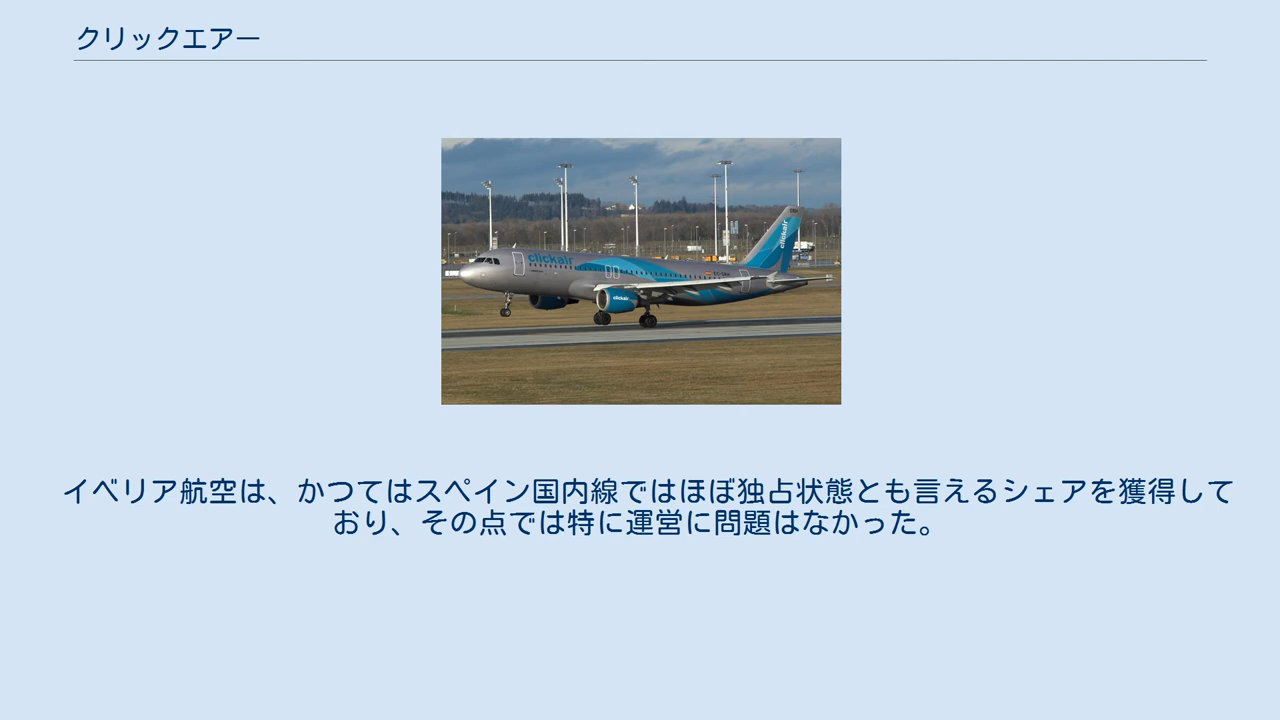 クリックエアー
clickair
clickair
clickair
M
イベリア航空は、かつてはスペイン国内線ではほぼ独占状態とも言えるシェアを獲得して
おり、その点では特に運営に問題はなかった。